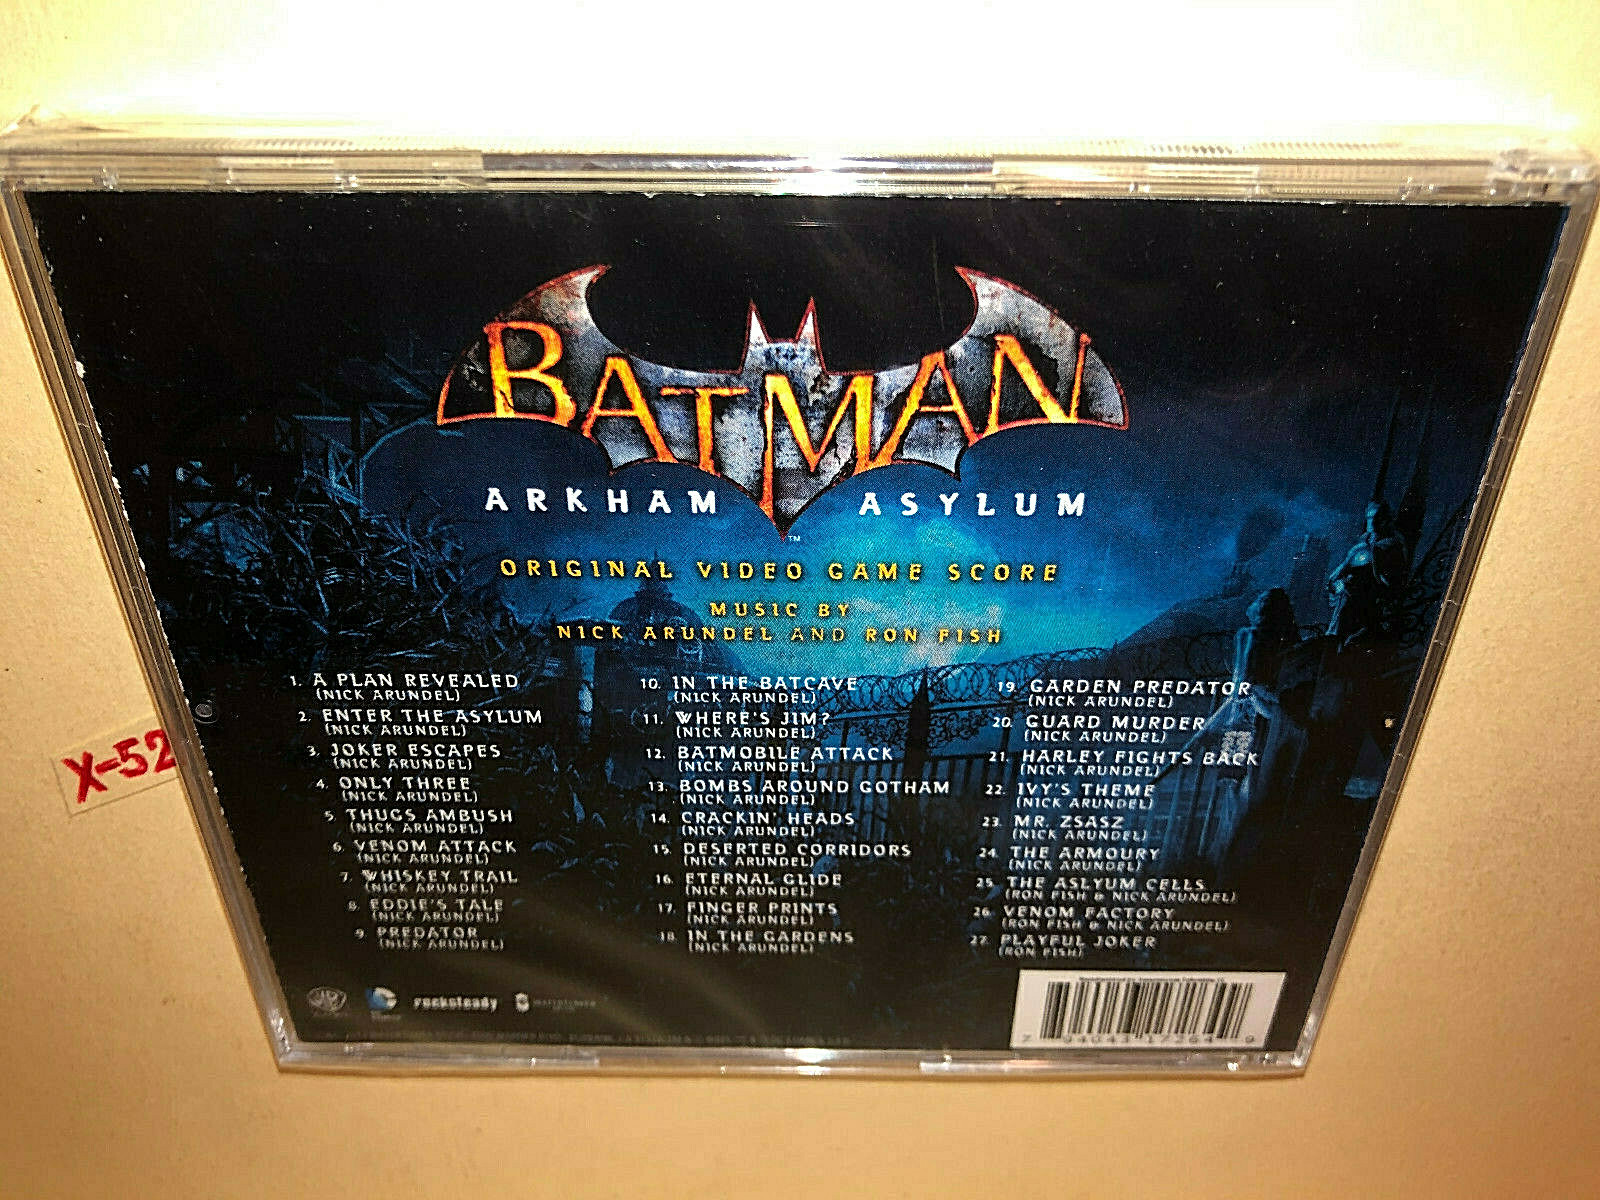 BATMAN
ARKHAM ASYLUM
™
ORIGINAL VIDEO GAME SCORE
MUSIC BY
NICK ARUNDEL AND RON FISH
1. A PLAN REVEALED
(NICK ARUNDEL)
2. ENTER THE ASYLUM
(NICK ARUNDEL)
3. JOKER ESCAPES
(NICK ARUNDEL)
4. ONLY THREE
(NICK ARUNDEL)
5. THUGS AMBUSH
(NICK ARUNDEL)
6. VENOM ATTACK
(NICK ARUNDEL)
7. WHISKEY TRAIL
(NICK ARUNDEL)
8. EDDIE'S TALE
(NICK ARUNDEL)
9. PREDATOR
(NICK ARUNDEL)
10. IN THE BATCAVE
(NICK ARUNDEL)
11. WHERE'S JIM?
(NICK ARUNDEL)
12. BATMOBILE ATTACK
(NICK ARUNDEL)
13. BOMBS AROUND GOTHAM
(NICK ARUNDEL)
14. CRACKIN' HEADS
(NICK ARUNDEL)
15. DESERTED CORRIDORS
(NICK ARUNDEL)
16. ETERNAL GLIDE
(NICK ARUNDEL)
17. FINGER PRINTS
(NICK ARUNDEL)
18. IN THE GARDENS
(NICK ARUNDEL)
19. GARDEN PREDATOR
(NICK ARUNDEL)
20. GUARD MURDER
(NICK ARUNDEL)
21. HARLEY FIGHTS BACK
(NICK ARUNDEL)
22. IVY'S THEME
(NICK ARUNDEL)
23. MR. ZSASZ
(NICK ARUNDEL)
24. THE ARMOURY
(NICK ARUNDEL)
25. THE ASLYUM CELLS
(RON FISH & NICK ARUNDEL)
26. VENOM FACTORY
(RON FISH & NICK ARUNDEL)
27. PLAYFUL JOKER
(RON FISH)
X-52
WB
DC
rocksteady
WATERTOWER
7 94043 17264 9